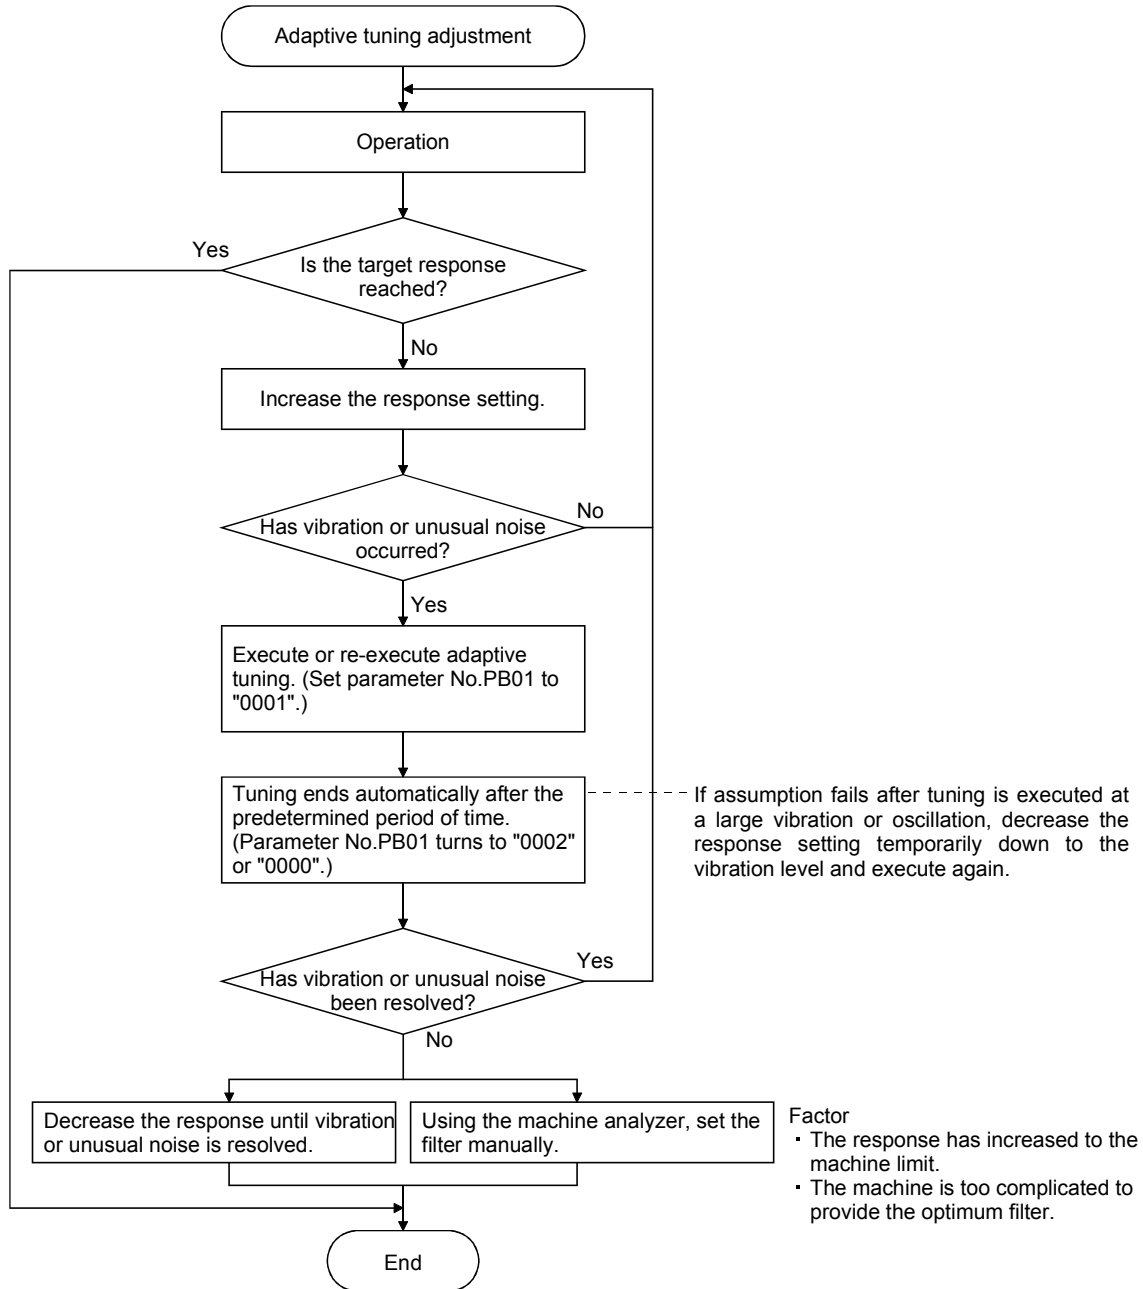 Adaptive tuning adjustment
Operation
Yes
Is the target response
reached?
No
Increase the response setting.
No
Has vibration or unusual noise
occurred?
Yes
Execute or re-execute adaptive
tuning. (Set parameter No.PB01 to
"0001".)
Tuning ends automatically after the
predetermined period of time.
(Parameter No.PB01 turns to "0002"
or "0000".)
If assumption fails after tuning is executed at
a large vibration or oscillation, decrease the
response setting temporarily down to the
vibration level and execute again.
Yes
Has vibration or unusual noise
been resolved?
No
Decrease the response until vibration
or unusual noise is resolved.
Using the machine analyzer, set the
filter manually.
Factor
・The response has increased to the
machine limit.
・The machine is too complicated to
provide the optimum filter.
End